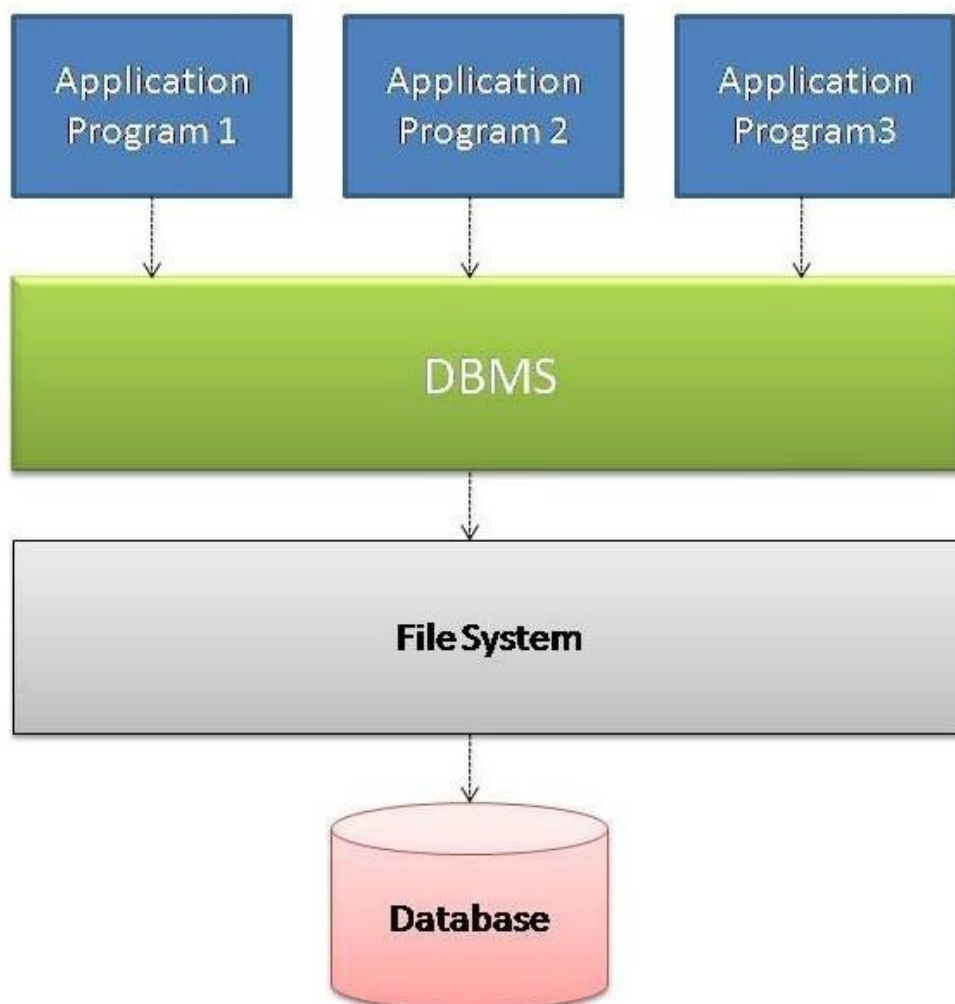 Application
Program 1
Application
Program 2
Application
Program3
DBMS
File System
Database